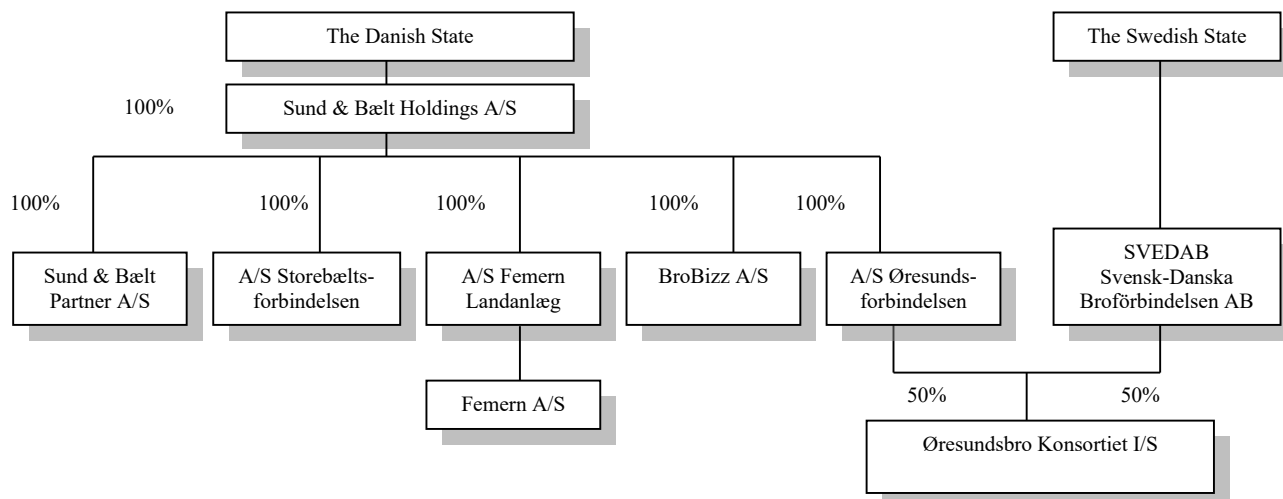 The Danish State
The Swedish State
100%
Sund & Bælt Holdings A/S
100%
100%
100%
100%
100%
Sund & Bælt
Partner A/S
A/S Storebælts-
forbindelsen
A/S Femern
Landanlæg
BroBizz A/S
A/S Øresunds-
forbindelsen
SVEDAB
Svensk-Danska
Broförbindelsen AB
Femern A/S
50%
50%
Øresundsbro Konsortiet I/S